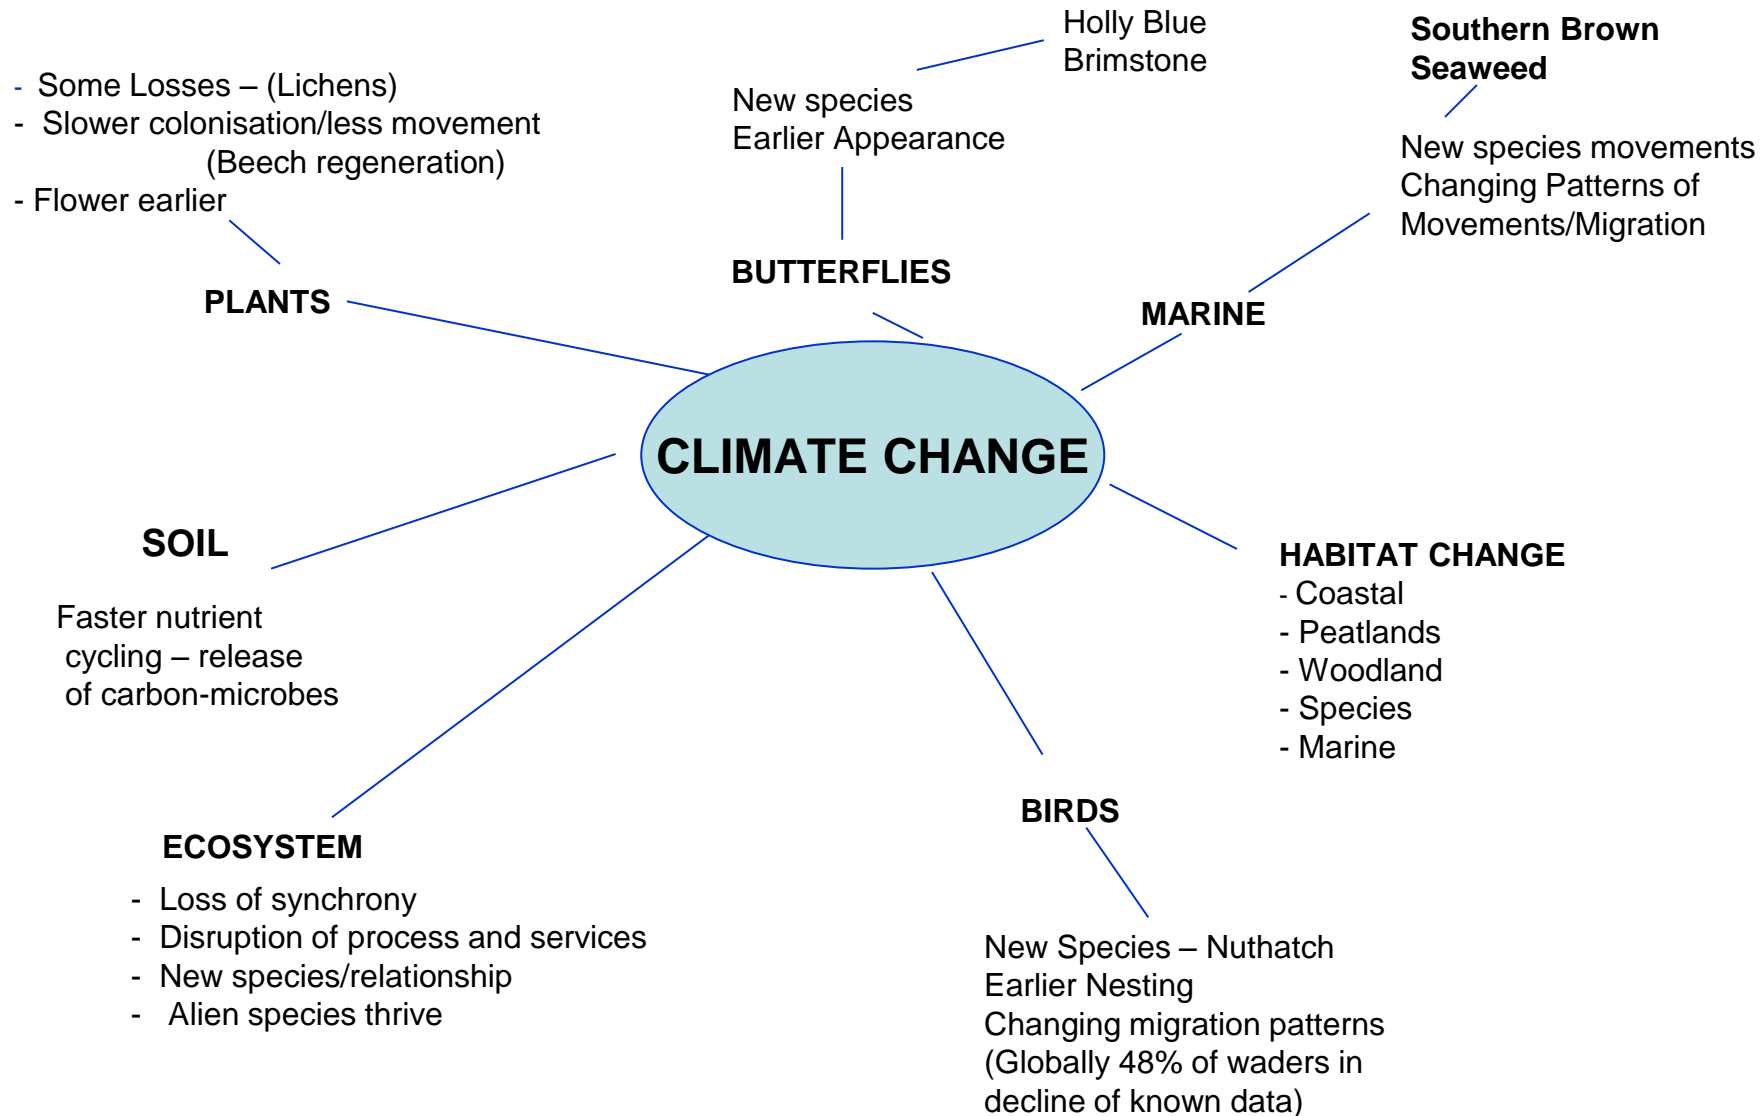 Holly Blue
Brimstone
Southern Brown
Seaweed
- Some Losses – (Lichens)
- Slower colonisation/less movement
(Beech regeneration)
- Flower earlier
New species
Earlier Appearance
New species movements
Changing Patterns of
Movements/Migration
PLANTS
BUTTERFLIES
MARINE
CLIMATE CHANGE
SOIL
Faster nutrient
cycling – release
of carbon-microbes
HABITAT CHANGE
- Coastal
- Peatlands
- Woodland
- Species
- Marine
ECOSYSTEM
- Loss of synchrony
- Disruption of process and services
- New species/relationship
- Alien species thrive
BIRDS
New Species – Nuthatch
Earlier Nesting
Changing migration patterns
(Globally 48% of waders in
decline of known data)